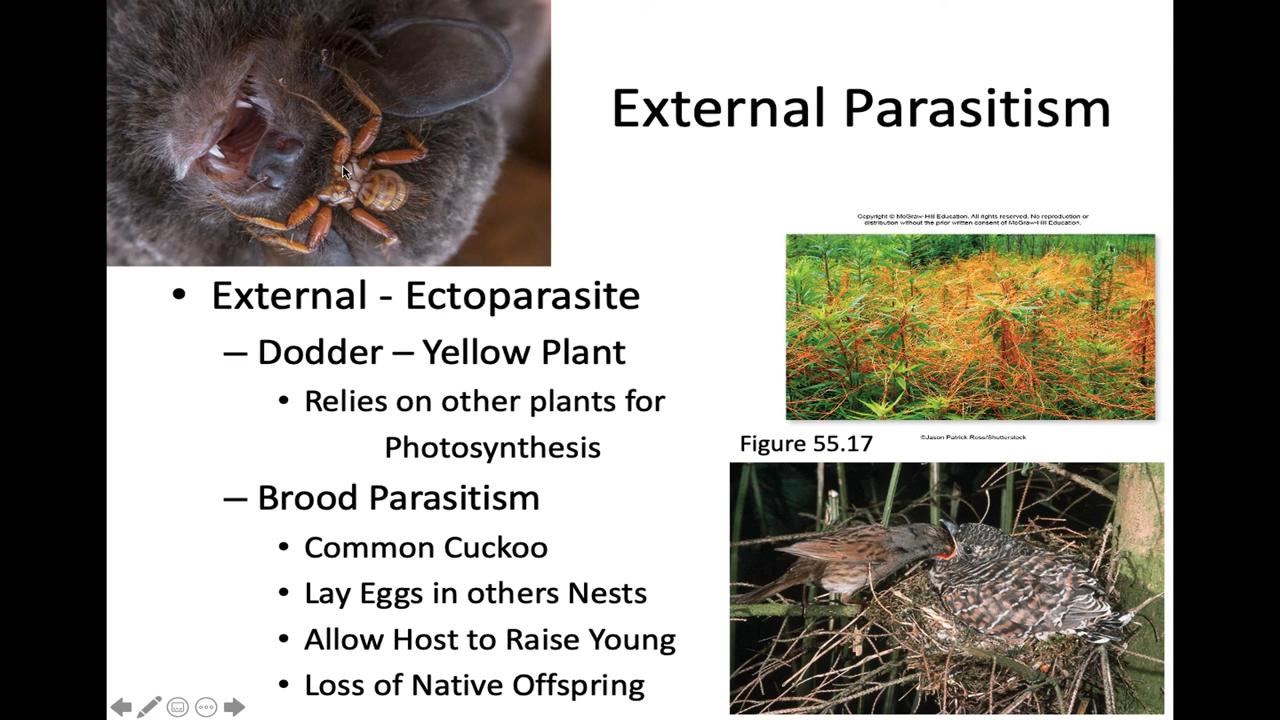 External Parasitism
Copyright © McGraw-Hill Education. All rights reserved. No reproduction or
distribution without the prior written consent of McGraw-Hill Education.
• External - Ectoparasite
– Dodder – Yellow Plant
• Relies on other plants for
Photosynthesis
Figure 55.17
©Jason Patrick Ross/Shutterstock
– Brood Parasitism
• Common Cuckoo
• Lay Eggs in others Nests
• Allow Host to Raise Young
• Loss of Native Offspring